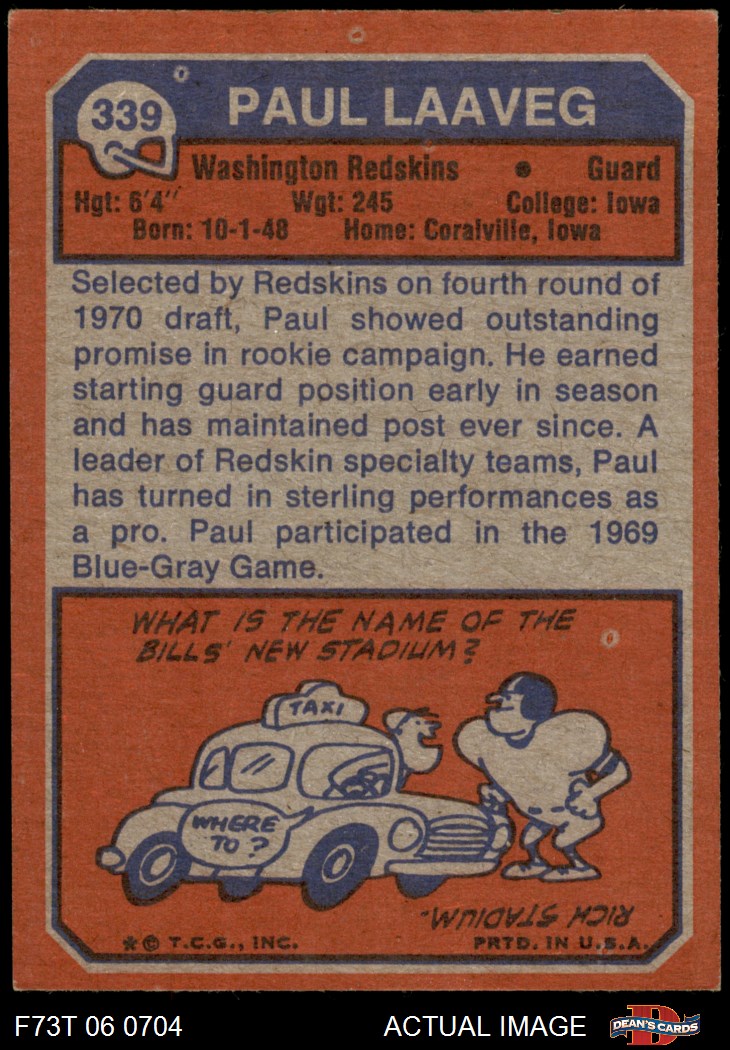 339
PAUL LAAVEG
Washington Redskins • Guard
Hgt: 6'4" Wgt: 245 College: Iowa
Born: 10-1-48 Home: Coralville, Iowa
Selected by Redskins on fourth round of
1970 draft, Paul showed outstanding
promise in rookie campaign. He earned
starting guard position early in season
and has maintained post ever since. A
leader of Redskin specialty teams, Paul
has turned in sterling performances as
a pro. Paul participated in the 1969
Blue-Gray Game.
WHAT IS THE NAME OF THE
BILLS' NEW STADIUM?
TAXI
WHERE
TO?
RICH STADIUM.
*© T.C.G., INC. PRTD. IN U.S.A.
F73T 06 0704 ACTUAL IMAGE
D
DEAN'S CARDS